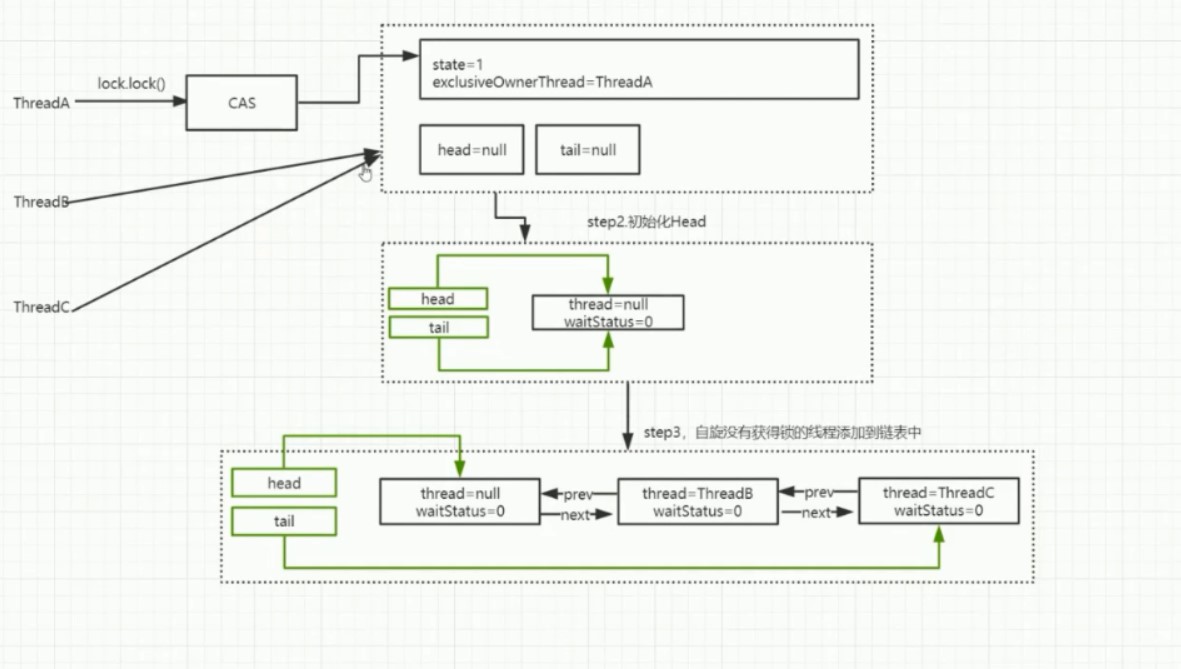 lock.lock()
ThreadA
CAS
state=1
exclusiveOwnerThread=ThreadA
head=null
tail=null
ThreadB
step2.初始化Head
ThreadC
head
tail
thread=null
waitStatus=0
step3，自旋没有获得锁的线程添加到链表中
head
tail
thread=null
waitStatus=0
prev
next
thread=ThreadB
waitStatus=0
prev
next
thread=ThreadC
waitStatus=0